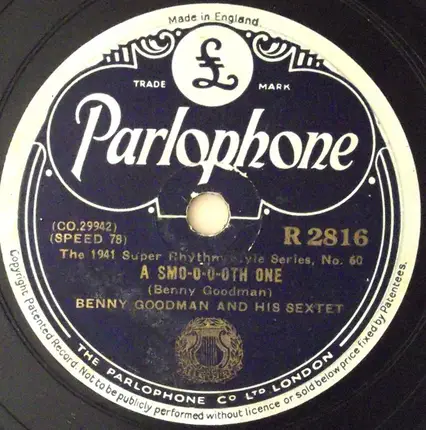 Made in England.
£
TRADE MARK
Parlophone
(CO.29942)
(SPEED 78)
R 2816
The 1941 Super Rhythm-style Series, No. 60
A SMO-O-O-OTH ONE
(Benny Goodman)
BENNY GOODMAN AND HIS SEXTET
THE PARLOPHONE CO LTD LONDON
Copyright Patented Record. Not to be publicly performed without licence or sold below price fixed by Patentees.